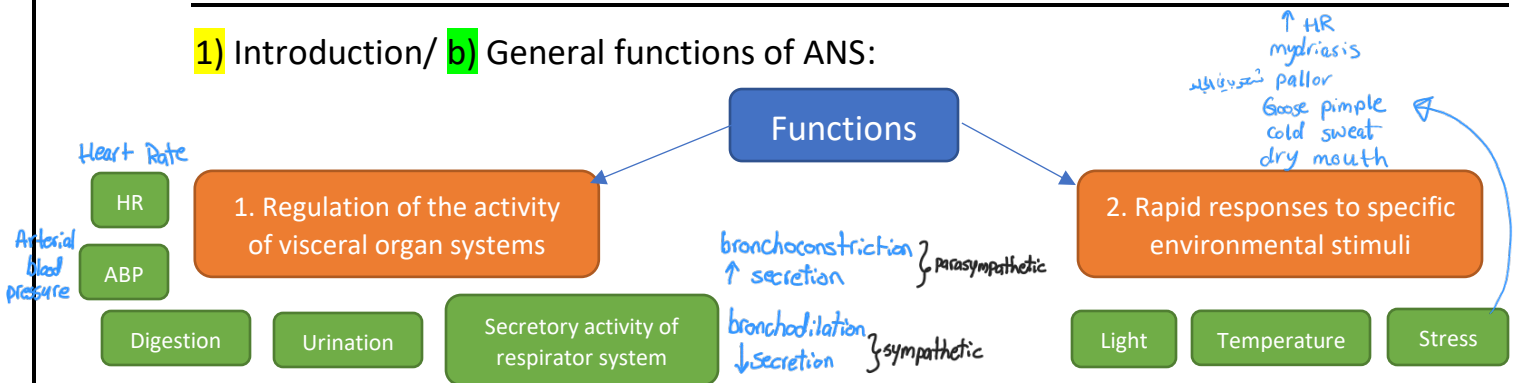 1) Introduction/ b) General functions of ANS:
Functions
Heart Rate
HR
Arterial
blood
pressure
ABP
1. Regulation of the activity
of visceral organ systems
Digestion
Urination
Secretory activity of
respirator system
bronchoconstriction
↑ secretion
} parasympathetic
bronchodilation
↓ secretion
} sympathetic
↑ HR
mydriasis
pallor
Goose pimple
cold sweat
dry mouth
2. Rapid responses to specific
environmental stimuli
Light
Temperature
Stress